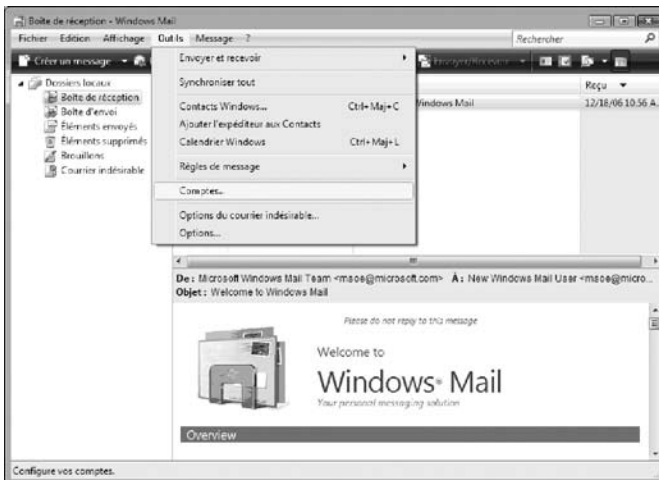 Boîte de réception - Windows Mail
Fichier Edition Affichage Outils Message ?
Rechercher
Créer un message
Envoyer/Recevoir
Envoyer et recevoir
Synchroniser tout
Contacts Windows... Ctrl+Maj+C
Ajouter l'expéditeur aux Contacts
Calendrier Windows Ctrl+Maj+L
Règles de message
Comptes...
Options du courrier indésirable...
Options...
Dossiers locaux
Boîte de réception
Boîte d'envoi
Éléments envoyés
Éléments supprimés
Brouillons
Courrier indésirable
Reçu
Windows Mail 12/18/06 10:56 A...
De : Microsoft Windows Mail Team <msoe@microsoft.com> À : New Windows Mail User <msoe@micro...
Objet : Welcome to Windows Mail
Please do not reply to this message
Welcome to
Windows® Mail
Your personal messaging solution
Overview
Configure vos comptes.